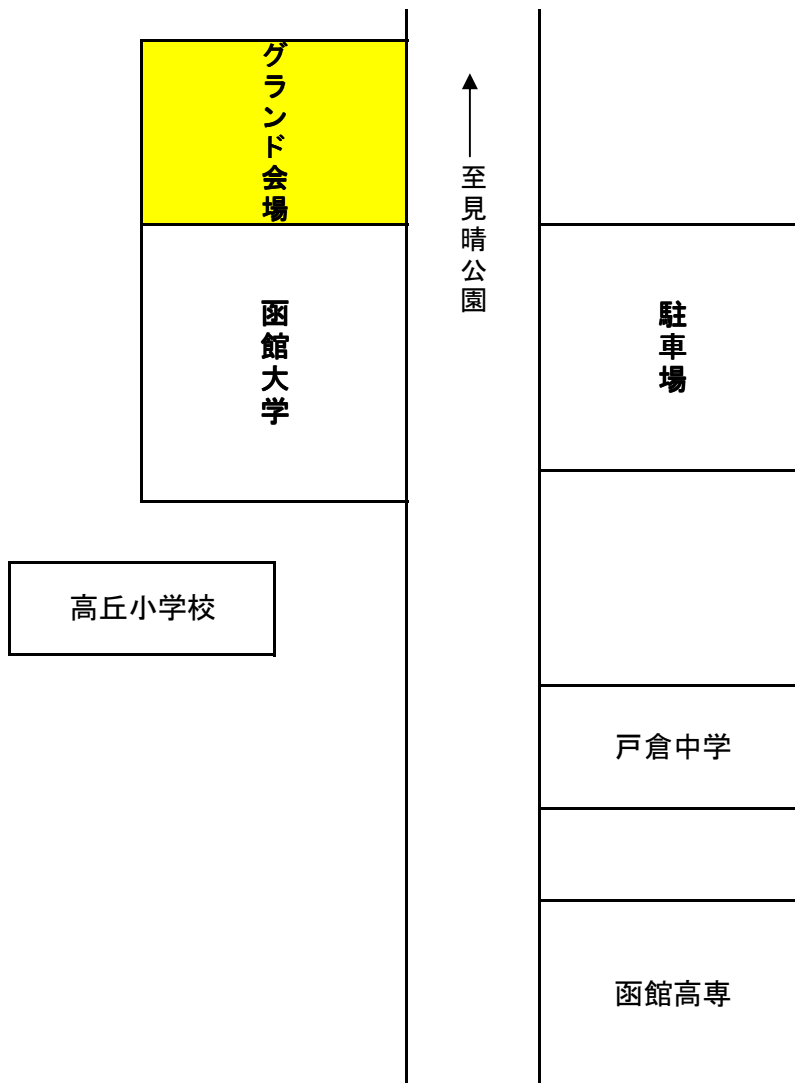 グランド会場
至見晴公園
函館大学
駐車場
高丘小学校
戸倉中学
函館高専